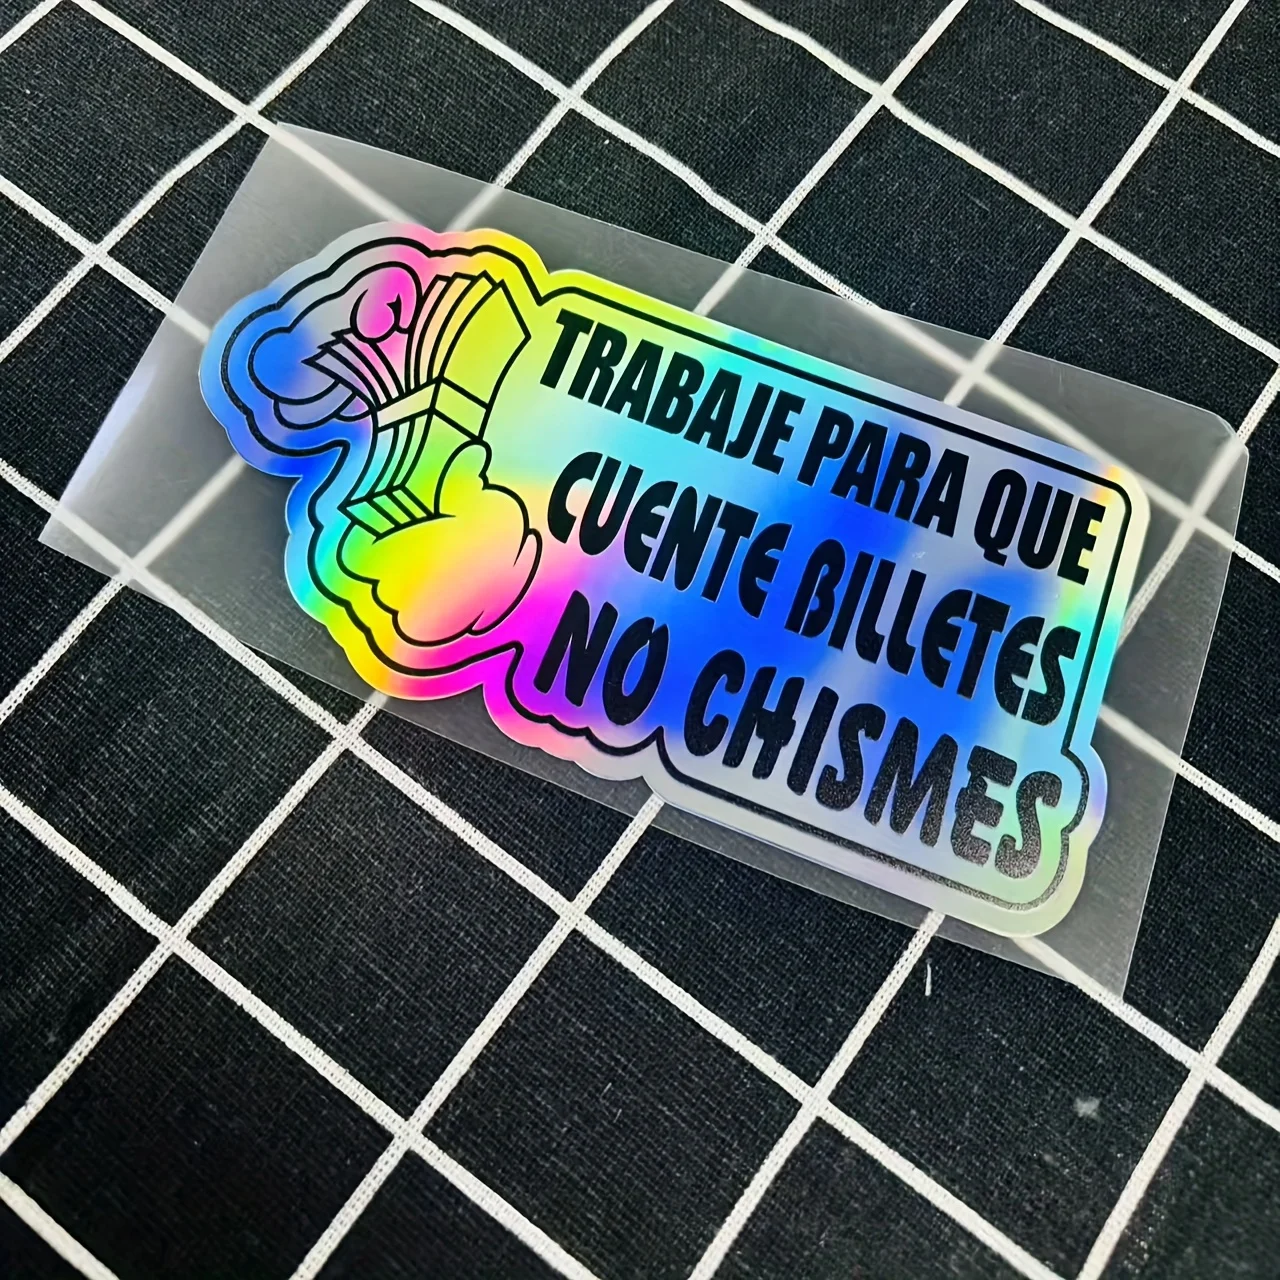 TRABAJE PARA QUE
CUENTE BILLETES
NO CHISMES